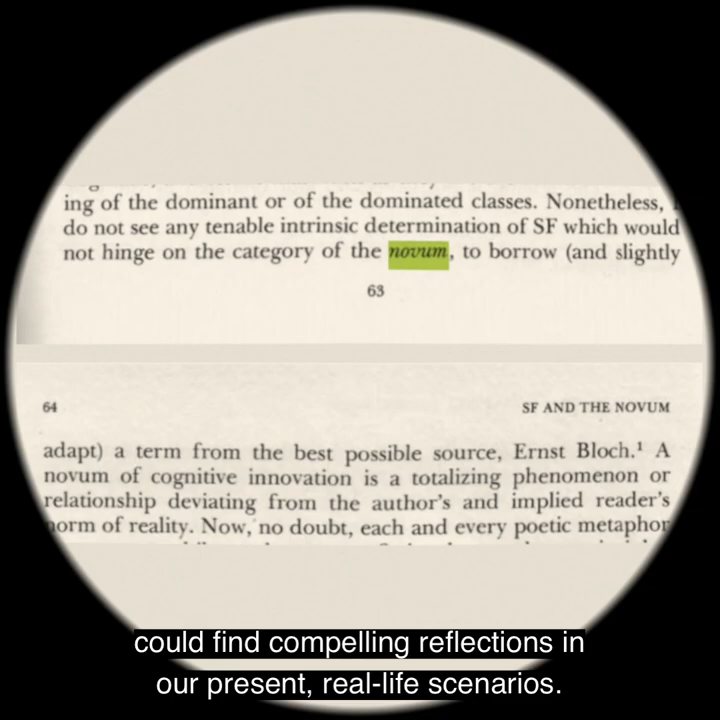 ing of the dominant or of the dominated classes. Nonetheless,
do not see any tenable intrinsic determination of SF which would
not hinge on the category of the novum, to borrow (and slightly
63
64 SF AND THE NOVUM
adapt) a term from the best possible source, Ernst Bloch.¹ A
novum of cognitive innovation is a totalizing phenomenon or
relationship deviating from the author's and implied reader's
norm of reality. Now, no doubt, each and every poetic metaphor
could find compelling reflections in
our present, real-life scenarios.